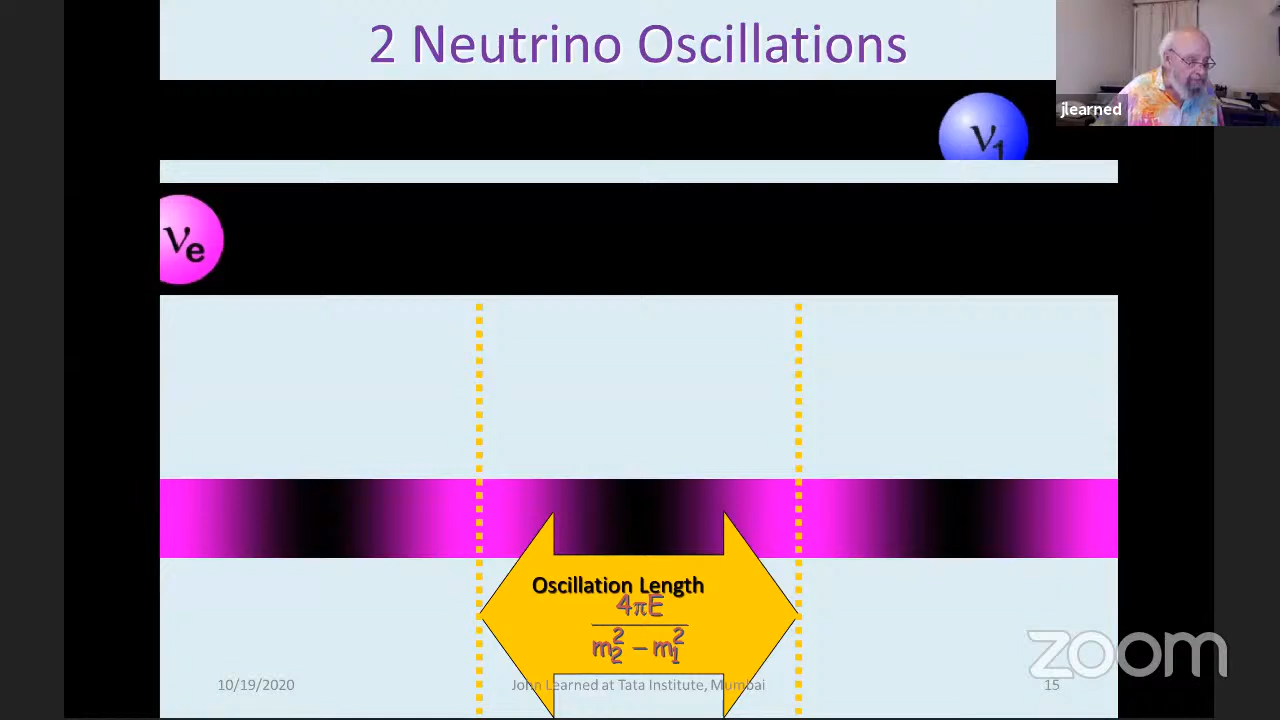 2 Neutrino Oscillations
jlearned
ν1
νe
Oscillation Length
4πE
m₂² − m₁²
10/19/2020
John Learned at Tata Institute, Mumbai
15
zoom